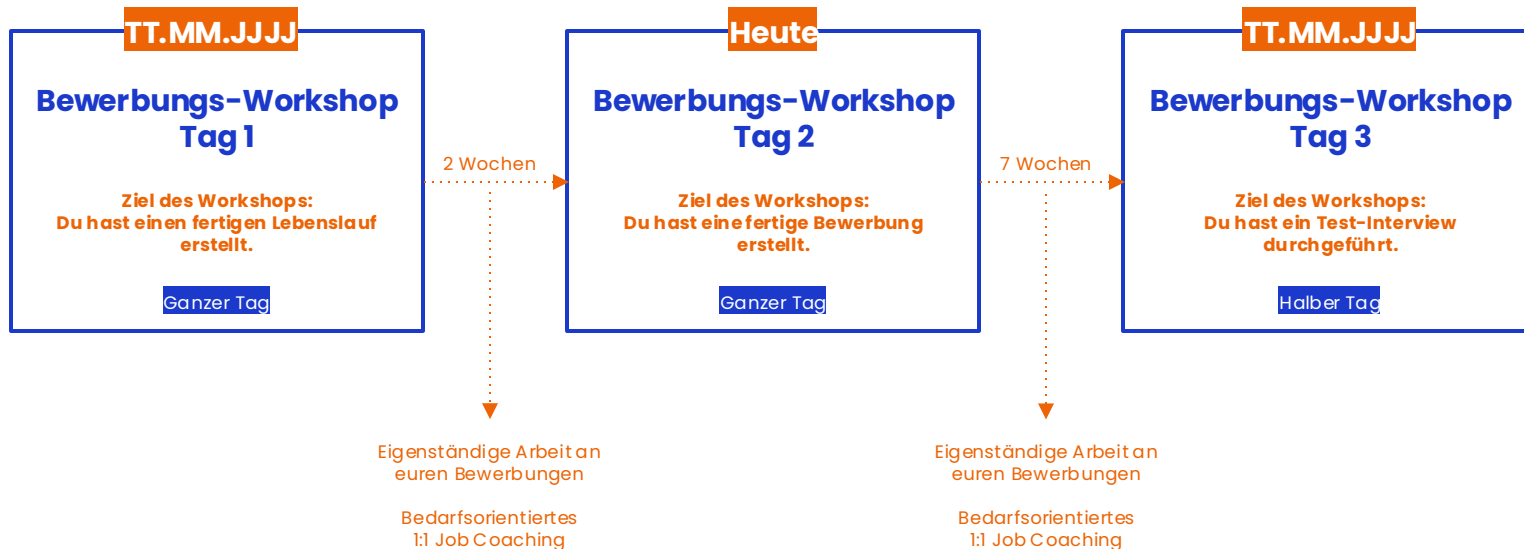 TT.MM.JJJJ
Bewerbungs-Workshop
Tag 1
Ziel des Workshops:
Du hast einen fertigen Lebenslauf
erstellt.
Ganzer Tag
2 Wochen
Eigenständige Arbeit an
euren Bewerbungen
Bedarfsorientiertes
1:1 Job Coaching
Heute
Bewerbungs-Workshop
Tag 2
Ziel des Workshops:
Du hast eine fertige Bewerbung
erstellt.
Ganzer Tag
7 Wochen
Eigenständige Arbeit an
euren Bewerbungen
Bedarfsorientiertes
1:1 Job Coaching
TT.MM.JJJJ
Bewerbungs-Workshop
Tag 3
Ziel des Workshops:
Du hast ein Test-Interview
durchgeführt.
Halber Tag